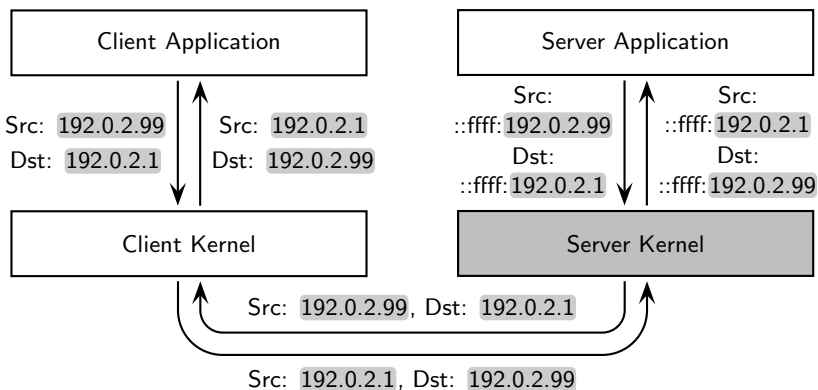 Client Application
Server Application
Src: 192.0.2.99
Dst: 192.0.2.1
Src: 192.0.2.1
Dst: 192.0.2.99
Src:
::ffff:192.0.2.99
Dst:
::ffff:192.0.2.1
Src:
::ffff:192.0.2.1
Dst:
::ffff:192.0.2.99
Client Kernel
Server Kernel
Src: 192.0.2.99, Dst: 192.0.2.1
Src: 192.0.2.1, Dst: 192.0.2.99